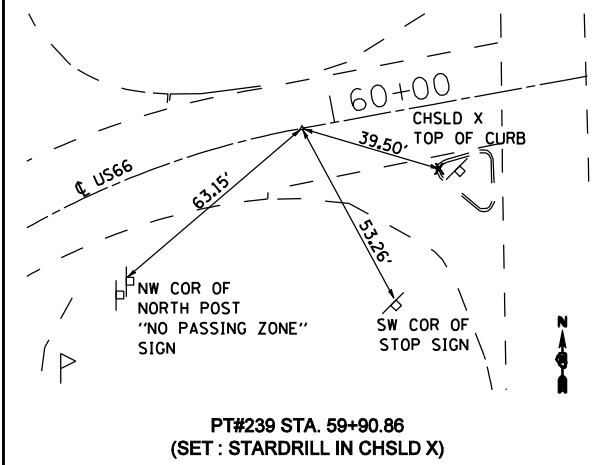 60+00
CHSLD X
TOP OF CURB
39.50'
℄ US66
63.15'
53.26'
NW COR OF
NORTH POST
"NO PASSING ZONE"
SIGN
SW COR OF
STOP SIGN
N
PT#239 STA. 59+90.86
(SET : STARDRILL IN CHSLD X)